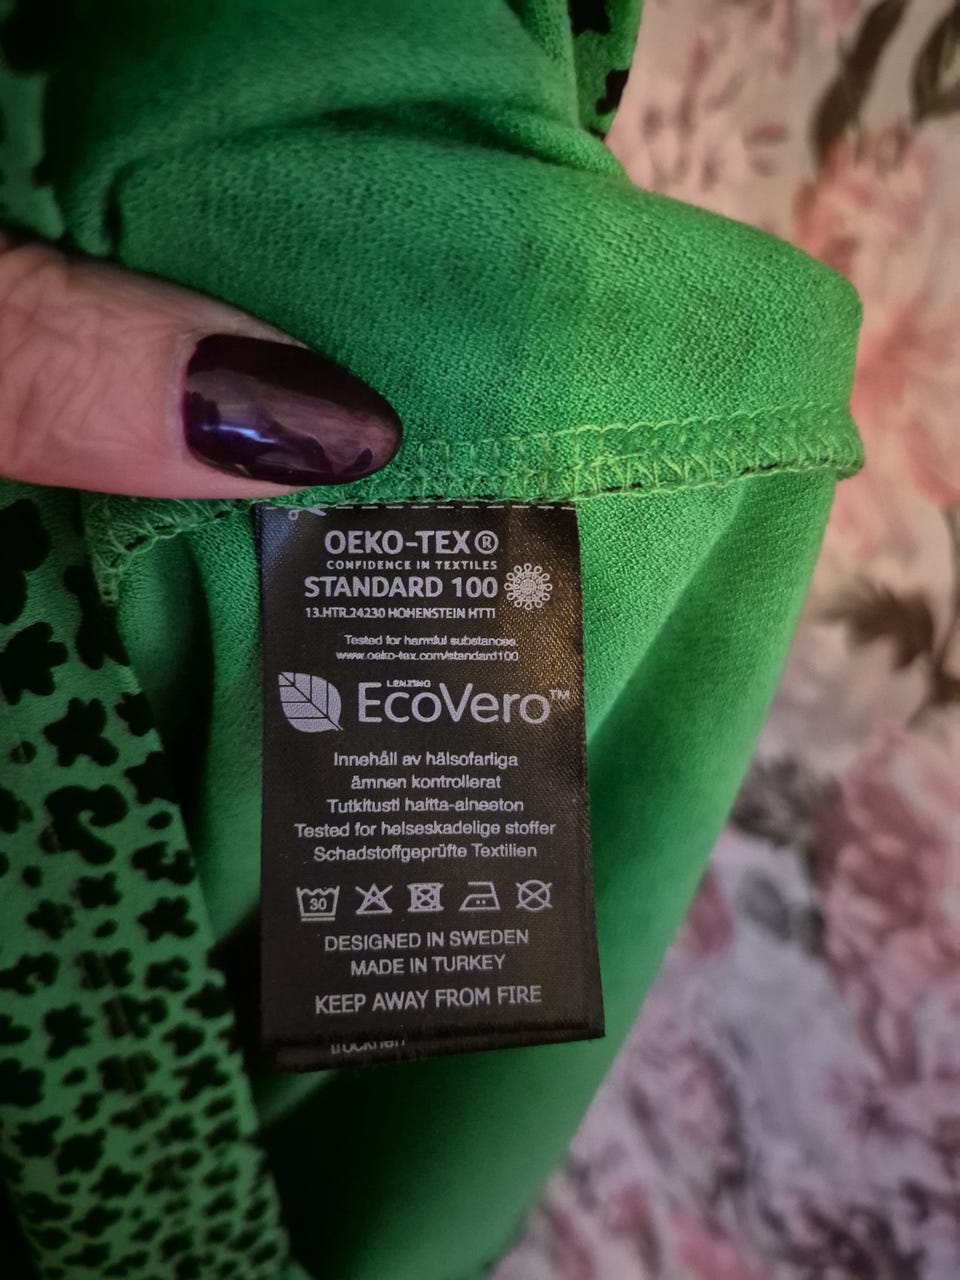 OEKO-TEX®
CONFIDENCE IN TEXTILES
STANDARD 100
13.HTR.24230 HOHENSTEIN HTTI
Tested for harmful substances
www.oeko-tex.com/standard100
LENZING
EcoVero™
Innehåll av hälsofarliga
ämnen kontrollerat
Tutkitusti haitta-aineeton
Tested for helseskadelige stoffer
Schadstoffgeprüfte Textilien
30
DESIGNED IN SWEDEN
MADE IN TURKEY
KEEP AWAY FROM FIRE
trocknen